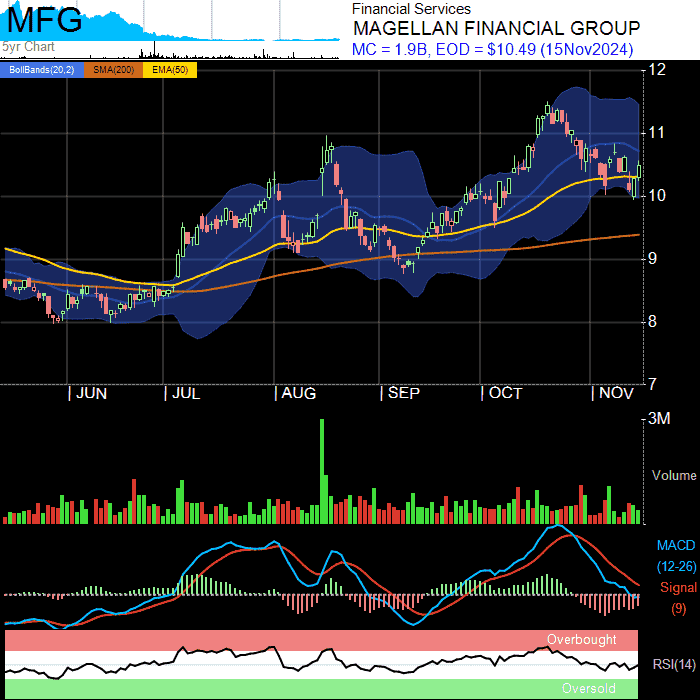 MFG
Financial Services
MAGELLAN FINANCIAL GROUP
5yr Chart
MC = 1.9B, EOD = $10.49 (15Nov2024)
BollBands(20,2) SMA(200) EMA(50)
12
11
10
9
8
7
| JUN | JUL | AUG | SEP | OCT | NOV
3M
Volume
MACD
(12-26)
Signal
(9)
Overbought
RSI(14)
Oversold